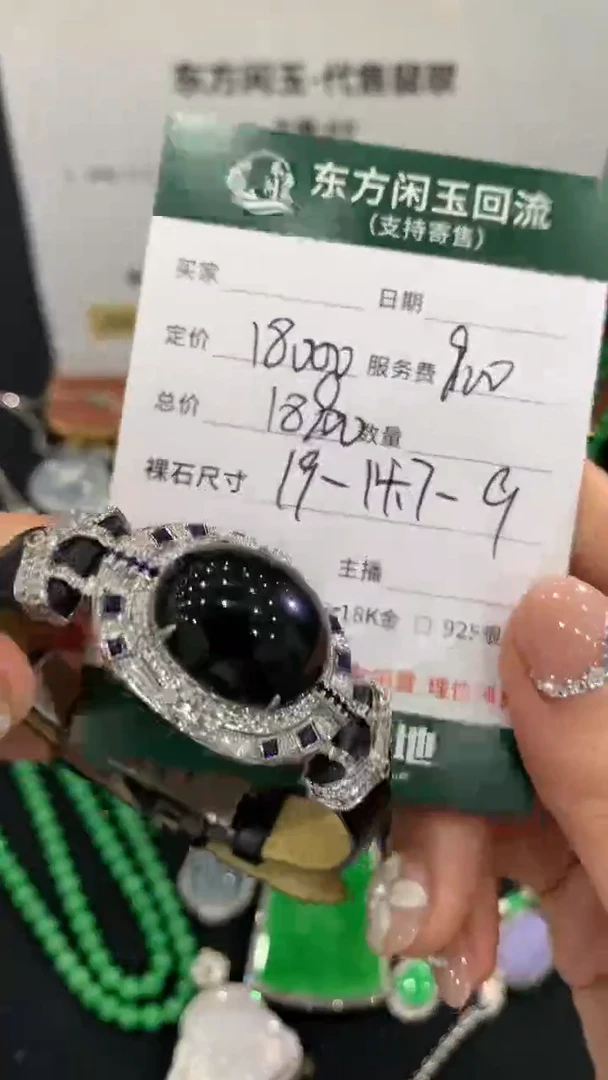 东方闲玉·代售翡翠
东方闲玉回流
(支持寄售)
买家 日期
定价 18000 服务费 900
总价 18900 数量
裸石尺寸 19-14.7-9
主播
18K金 □ 925银
地